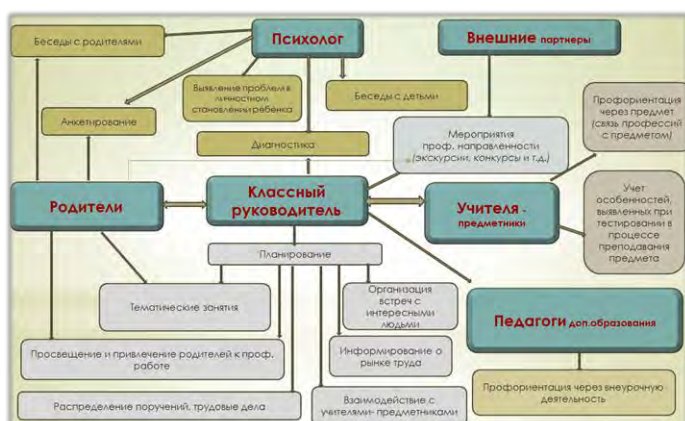 Беседы с родителями
Психолог
Внешние партнеры
Выявление проблем в
личностном
становлении ребенка
Беседы с детьми
Профориентация
через предмет
(связь профессий
с предметом)
Анкетирование
Диагностика
Мероприятия
проф. направленности
(экскурсии, конкурсы и т.д.)
Родители
Классный
руководитель
Учителя -
предметники
Учет
особенностей,
выявленных при
тестировании в
процессе
преподавания
предмета
Планирование
Тематические занятия
Организация
встреч с
интересными
людьми
Педагоги доп.образования
Просвещение и привлечение родителей к проф.
работе
Информирование о
рынке труда
Распределение поручений, трудовые дела
Взаимодействие с
учителями- предметниками
Профориентация через внеурочную
деятельность